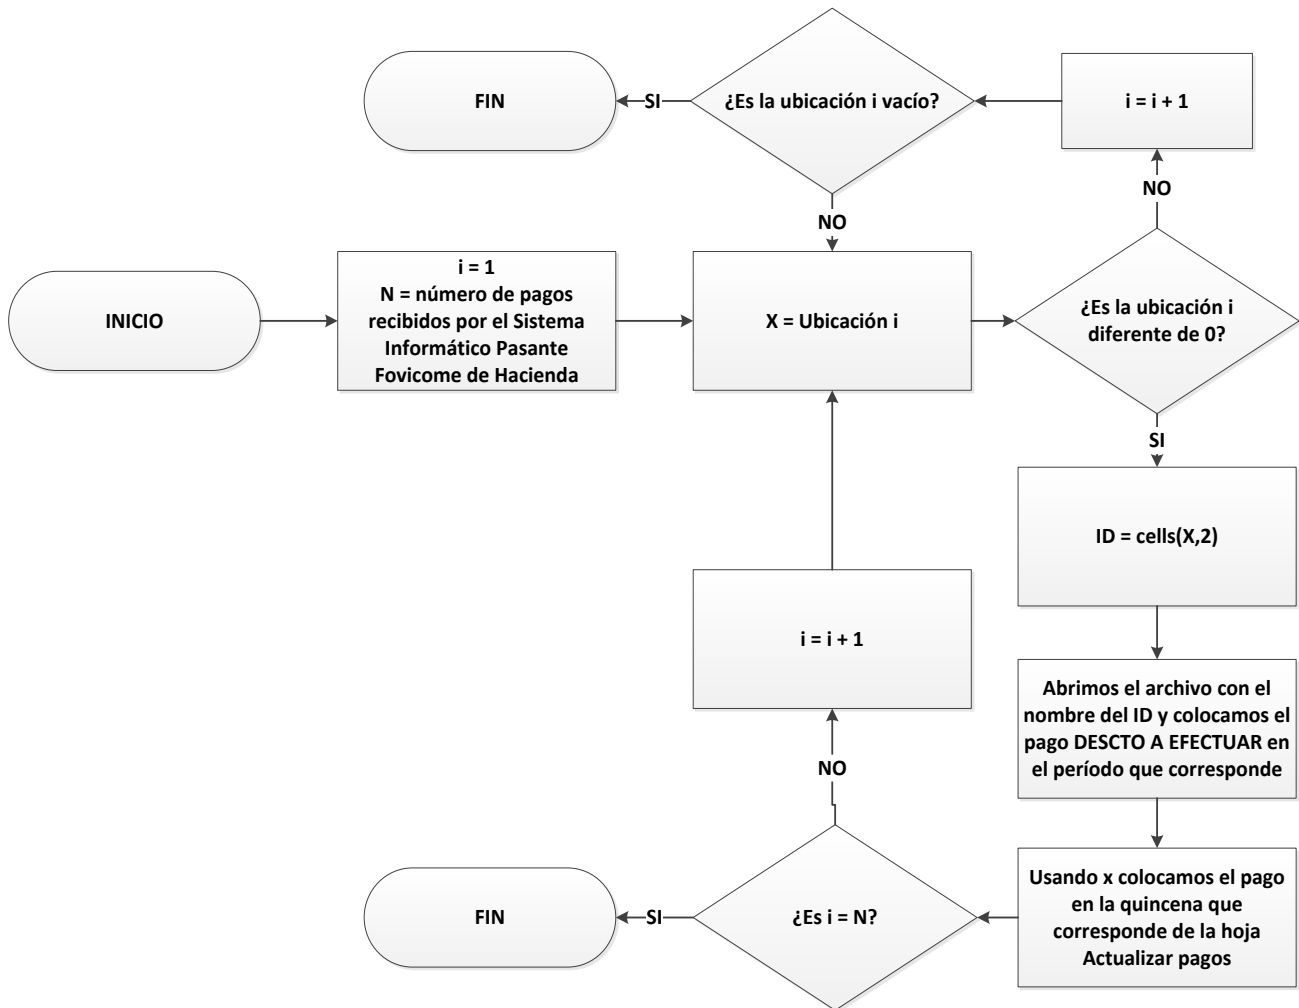 FIN
SI
¿Es la ubicación i vacío?
i = i + 1
NO
NO
INICIO
i = 1
N = número de pagos
recibidos por el Sistema
Informático Pasante
Fovicome de Hacienda
X = Ubicación i
¿Es la ubicación i
diferente de 0?
SI
ID = cells(X,2)
i = i + 1
Abrimos el archivo con el
nombre del ID y colocamos el
pago DESCTO A EFECTUAR en
el período que corresponde
NO
FIN
SI
¿Es i = N?
Usando x colocamos el pago
en la quincena que
corresponde de la hoja
Actualizar pagos